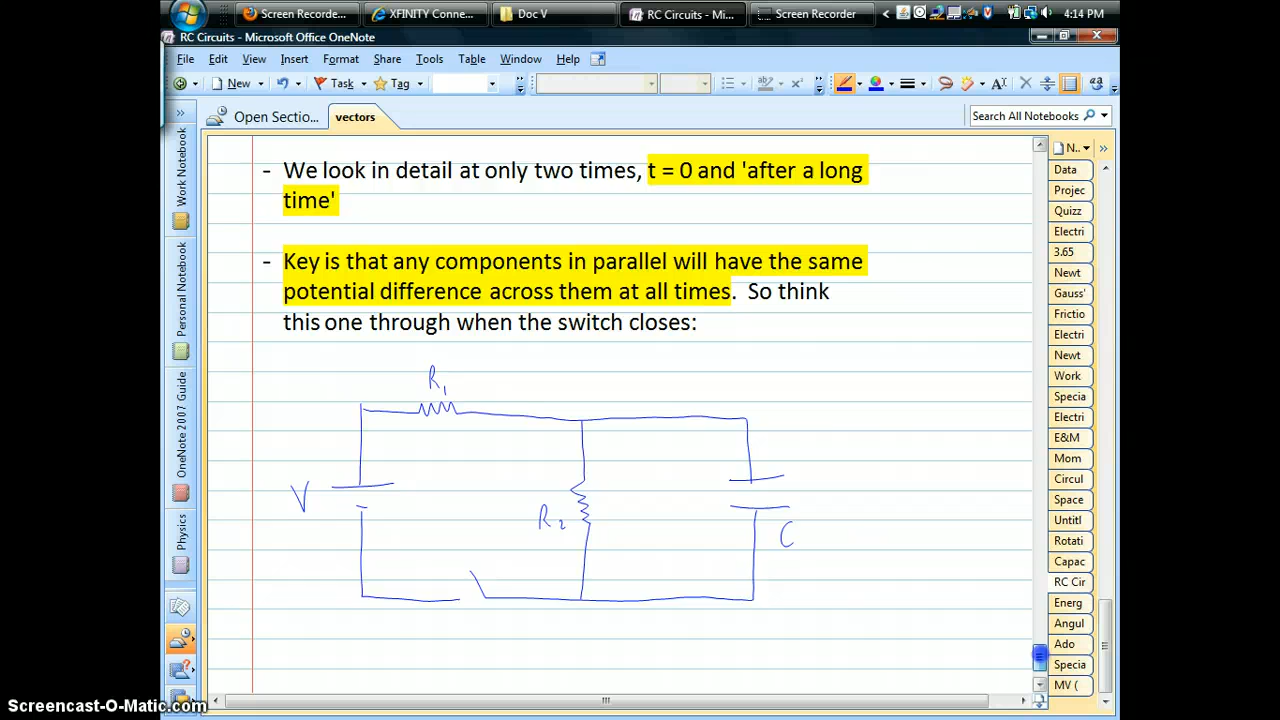 Screen Recorde... XFINITY Conne... Doc V RC Circuits - Mi... Screen Recorder 4:14 PM
RC Circuits - Microsoft Office OneNote
File Edit View Insert Format Share Tools Table Window Help
New Task Tag
Open Sectio... vectors Search All Notebooks
N..
Work Notebook
Personal Notebook
OneNote 2007 Guide
Physics
- We look in detail at only two times, t = 0 and 'after a long
time'
- Key is that any components in parallel will have the same
potential difference across them at all times. So think
this one through when the switch closes:
R1
V
R2
C
Data
Projec
Quizz
Electri
3.65
Newt
Gauss'
Frictio
Electri
Newt
Work
Specia
Electri
E&M
Mom
Circul
Space
Untitl
Rotati
Capac
RC Cir
Energ
Angul
Ado
Specia
MV (
Screencast-O-Matic.com